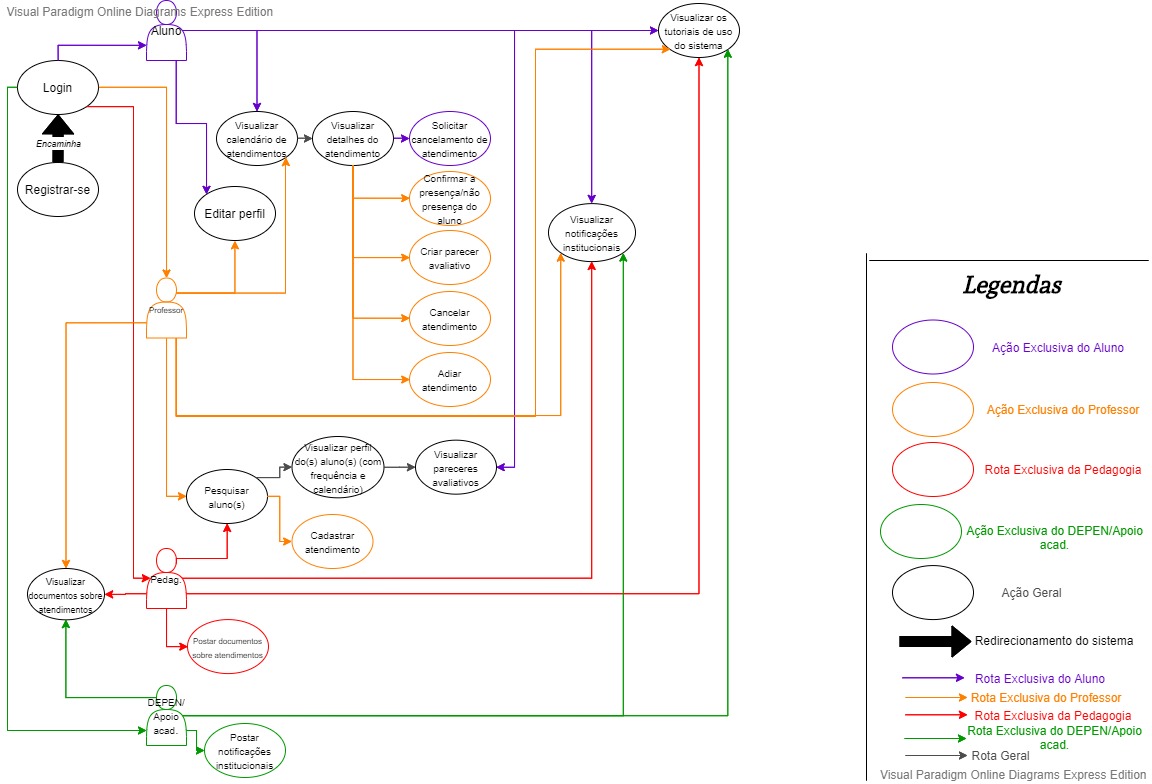 Visual Paradigm Online Diagrams Express Edition
Aluno
Visualizar os
tutoriais de uso
do sistema
Login
Encaminha
Registrar-se
Visualizar
calendário de
atendimentos
Visualizar
detalhes do
atendimento
Solicitar
cancelamento de
atendimento
Editar perfil
Confirmar a
presença/não
presença do
aluno
Visualizar
notificações
institucionais
Criar parecer
avaliativo
Professor
Cancelar
atendimento
Adiar
atendimento
Visualizar perfil
do(s) aluno(s) (com
frequência e
calendário)
Visualizar
pareceres
avaliativos
Pesquisar
aluno(s)
Cadastrar
atendimento
Visualizar
documentos sobre
atendimentos
Pedag.
Postar documentos
sobre atendimentos
DEPEN/
Apoio
acad.
Postar
notificações
institucionais
Legendas
Ação Exclusiva do Aluno
Ação Exclusiva do Professor
Rota Exclusiva da Pedagogia
Ação Exclusiva do DEPEN/Apoio
acad.
Ação Geral
Redirecionamento do sistema
Rota Exclusiva do Aluno
Rota Exclusiva do Professor
Rota Exclusiva da Pedagogia
Rota Exclusiva do DEPEN/Apoio
acad.
Rota Geral
Visual Paradigm Online Diagrams Express Edition